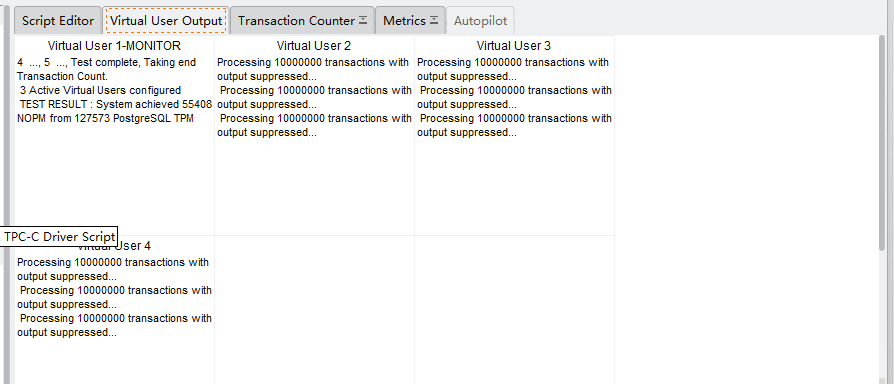 Script Editor Virtual User Output Transaction Counter Metrics Autopilot
Virtual User 1-MONITOR
4 ..., 5 ..., Test complete, Taking end
Transaction Count.
3 Active Virtual Users configured
TEST RESULT : System achieved 55408
NOPM from 127573 PostgreSQL TPM
Virtual User 2
Processing 10000000 transactions with
output suppressed...
Processing 10000000 transactions with
output suppressed...
Processing 10000000 transactions with
output suppressed...
Virtual User 3
Processing 10000000 transactions with
output suppressed...
Processing 10000000 transactions with
output suppressed...
Processing 10000000 transactions with
output suppressed...
TPC-C Driver Script
User 4
Processing 10000000 transactions with
output suppressed...
Processing 10000000 transactions with
output suppressed...
Processing 10000000 transactions with
output suppressed...